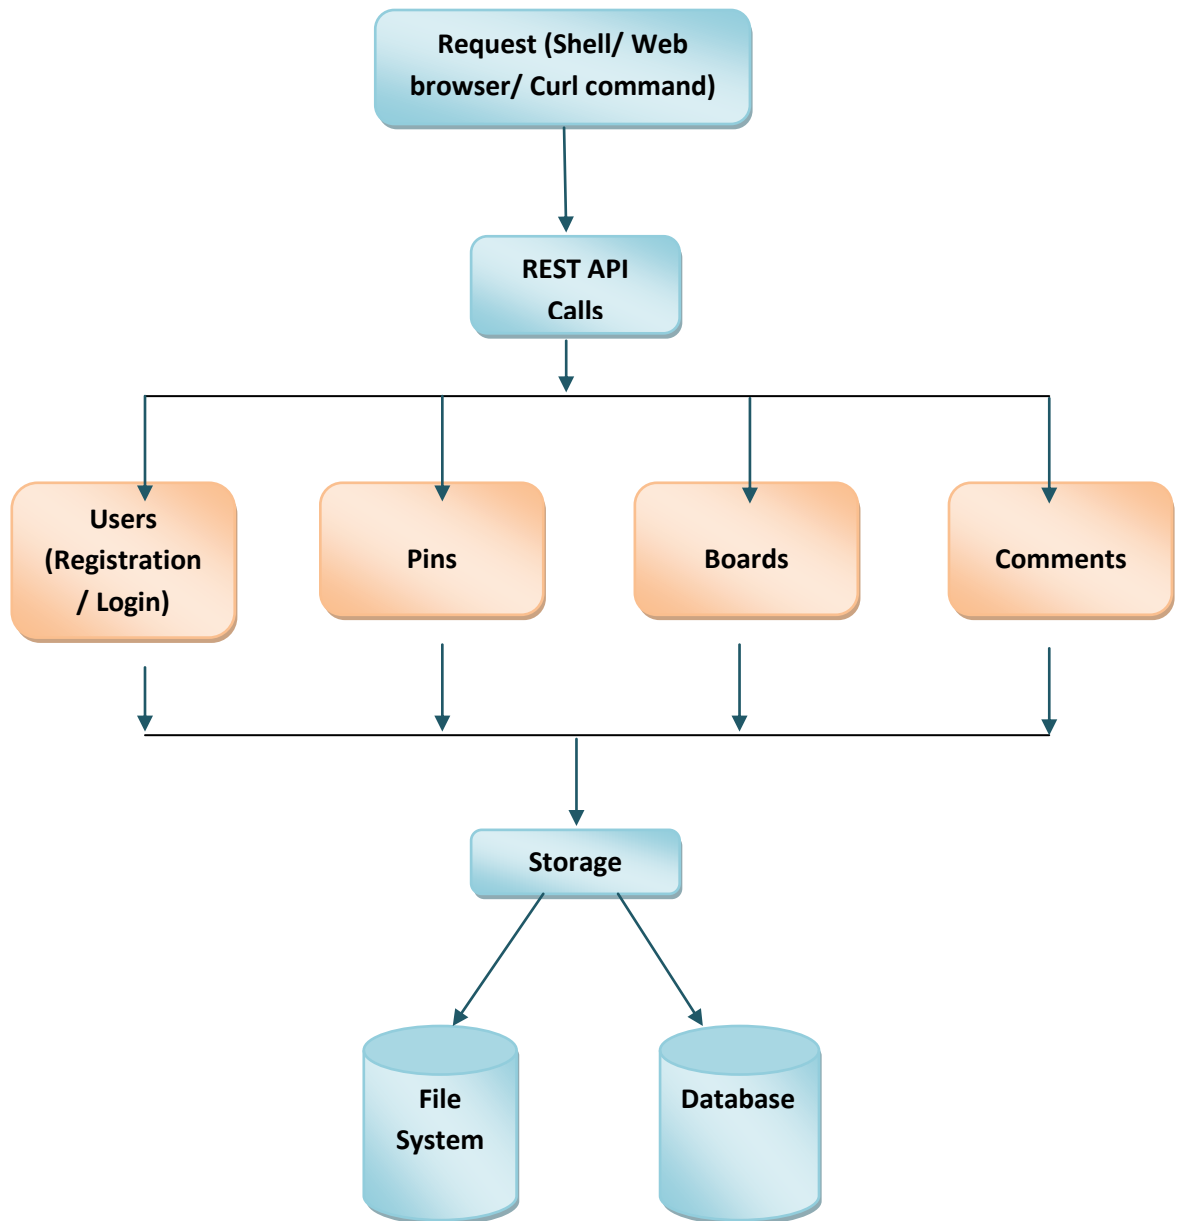 Request (Shell/ Web
browser/ Curl command)
REST API
Calls
Users
(Registration
/ Login)
Pins
Boards
Comments
Storage
File
System
Database